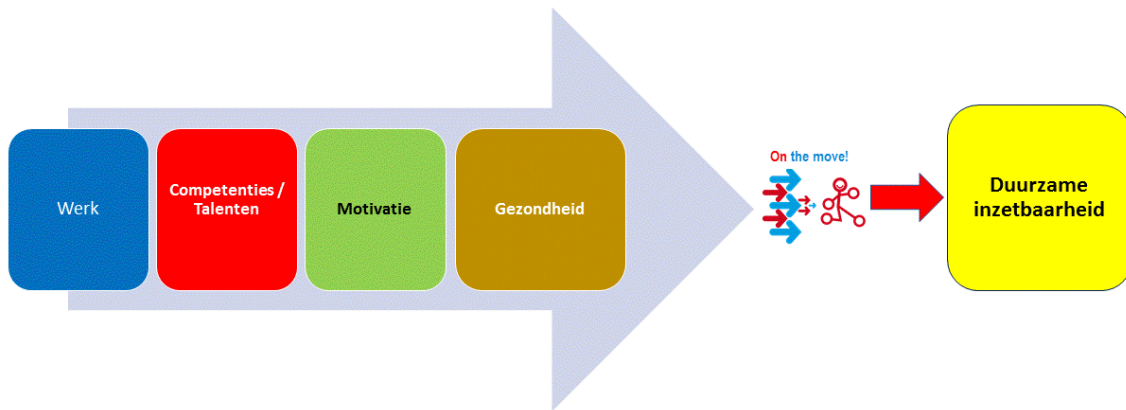 Werk
Competenties /
Talenten
Motivatie
Gezondheid
On the move!
Duurzame
inzetbaarheid